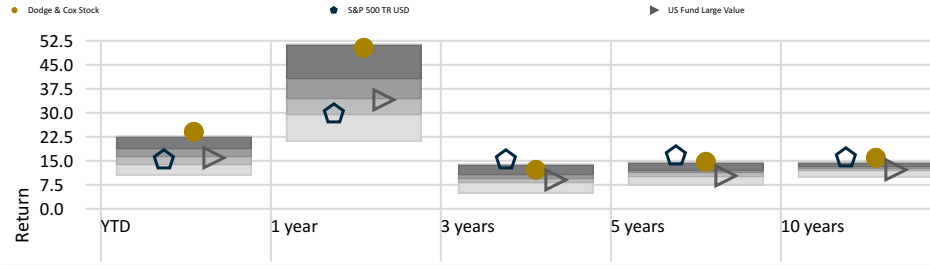 Dodge & Cox Stock S&P 500 TR USD US Fund Large Value
52.5
45.0
37.5
30.0
22.5
15.0
7.5
0.0
Return
YTD 1 year 3 years 5 years 10 years